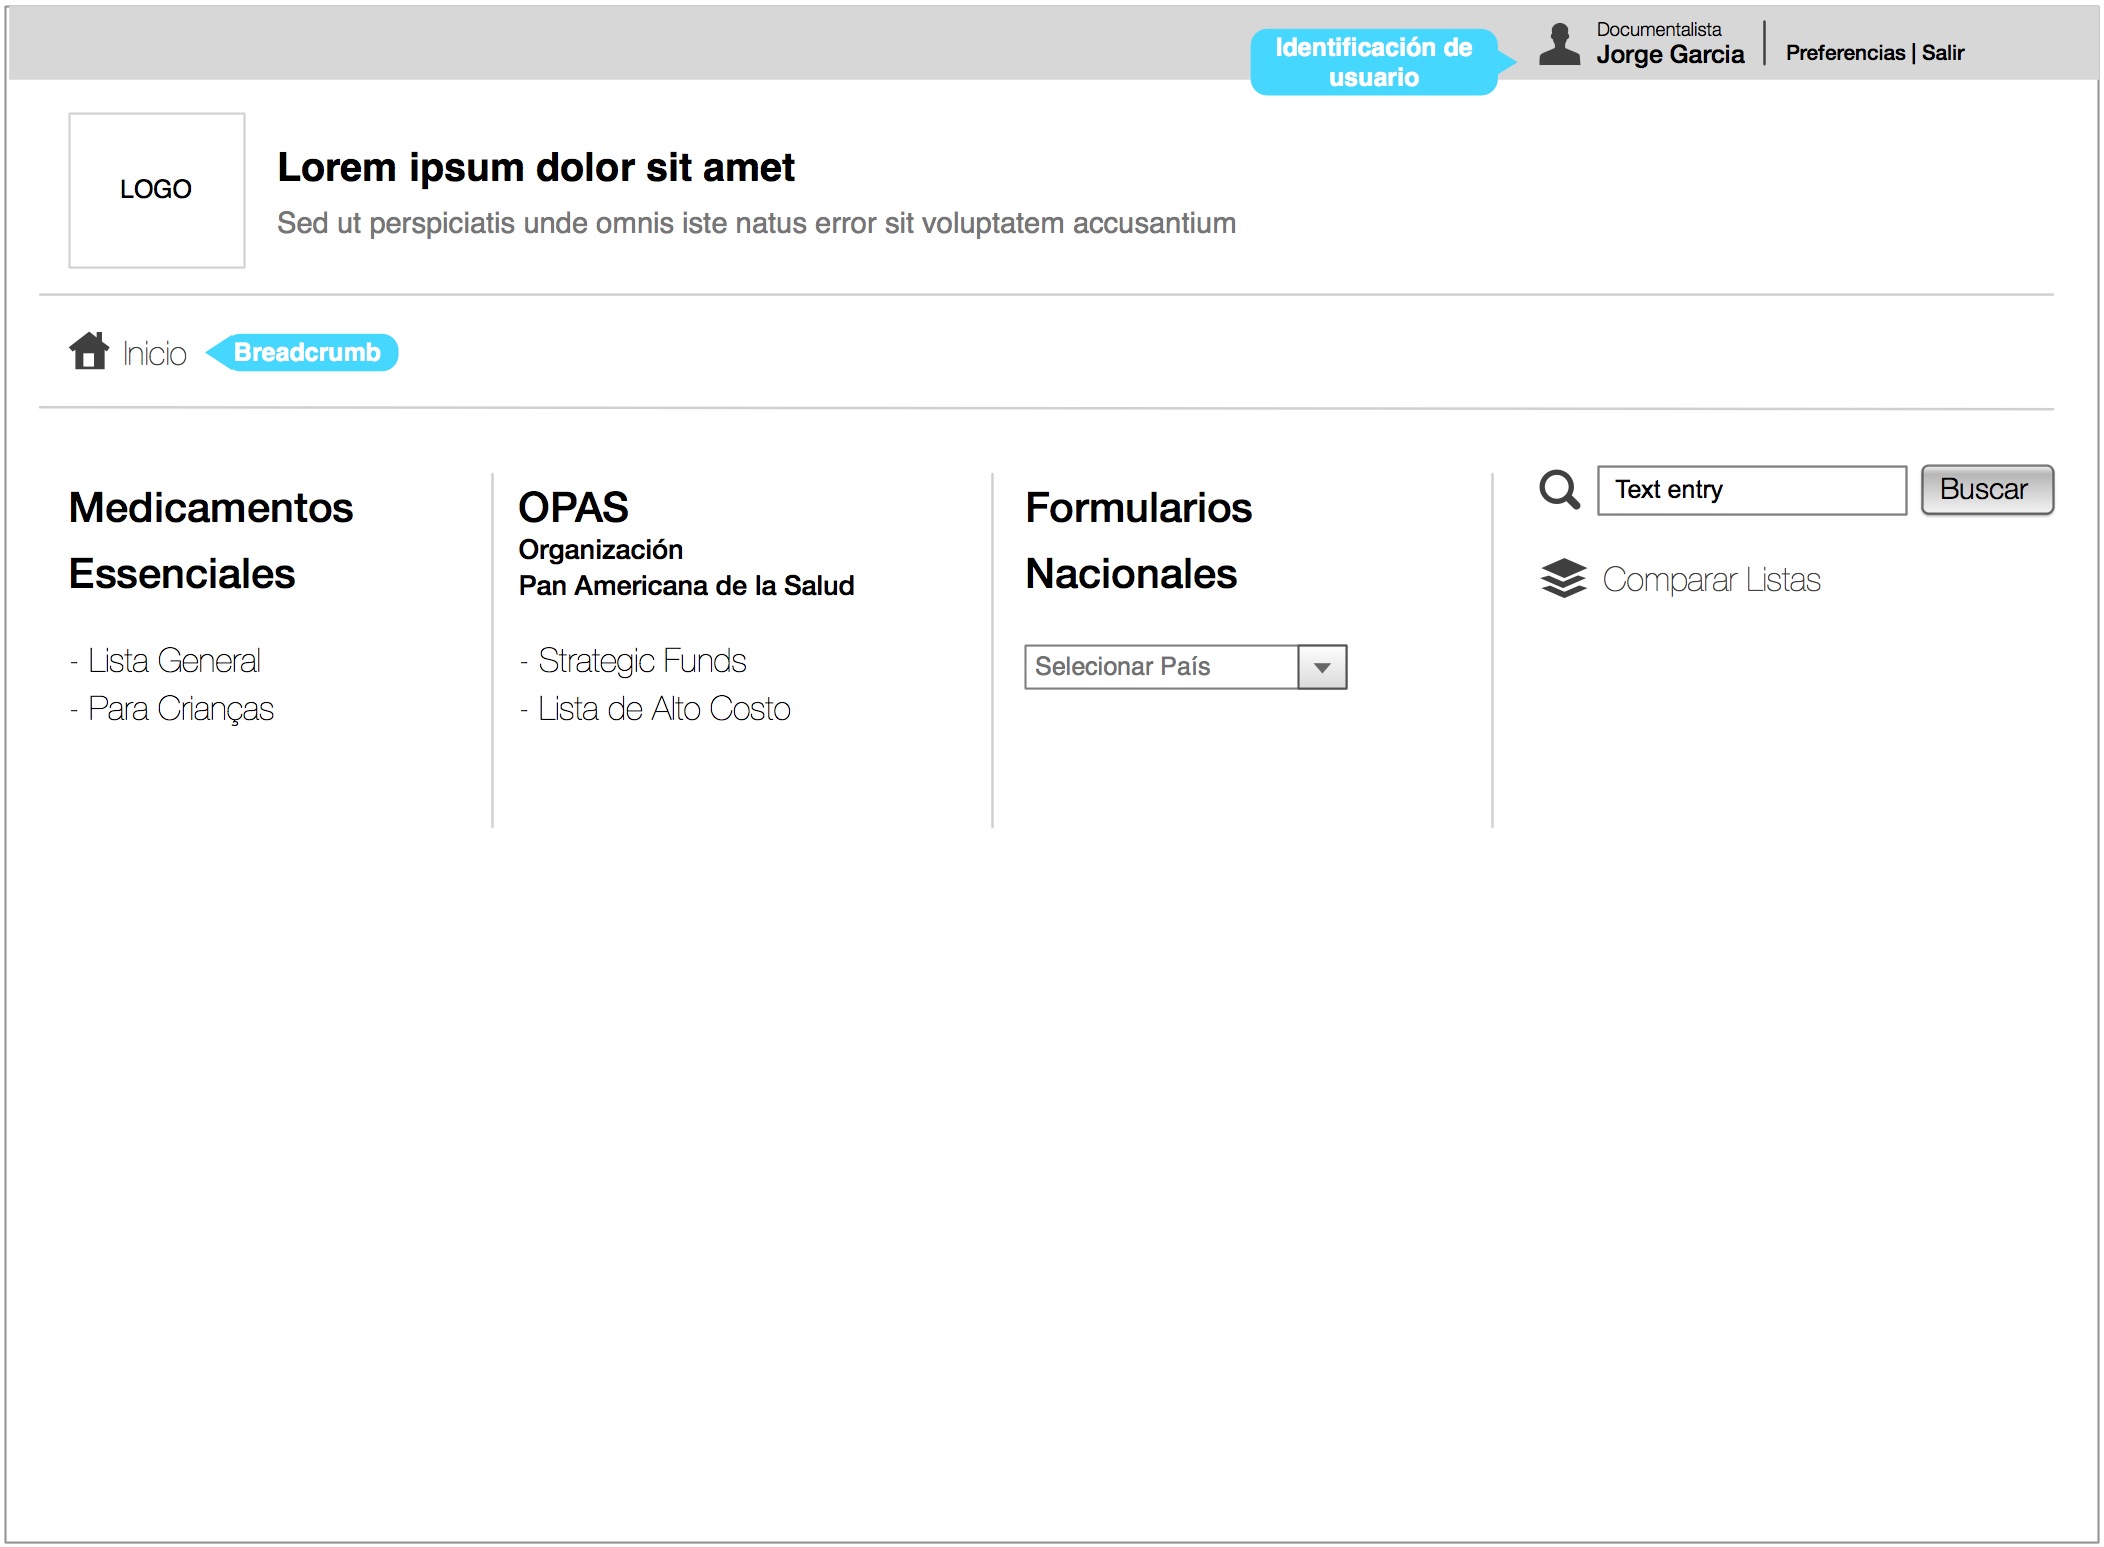 Identificación de
usuario
Documentalista
Jorge Garcia
Preferencias | Salir
LOGO
Lorem ipsum dolor sit amet
Sed ut perspiciatis unde omnis iste natus error sit voluptatem accusantium
Inicio
Breadcrumb
Medicamentos
Essenciales
- Lista General
- Para Crianças
OPAS
Organización
Pan Americana de la Salud
- Strategic Funds
- Lista de Alto Costo
Formularios
Nacionales
Selecionar País
Text entry
Buscar
Comparar Listas